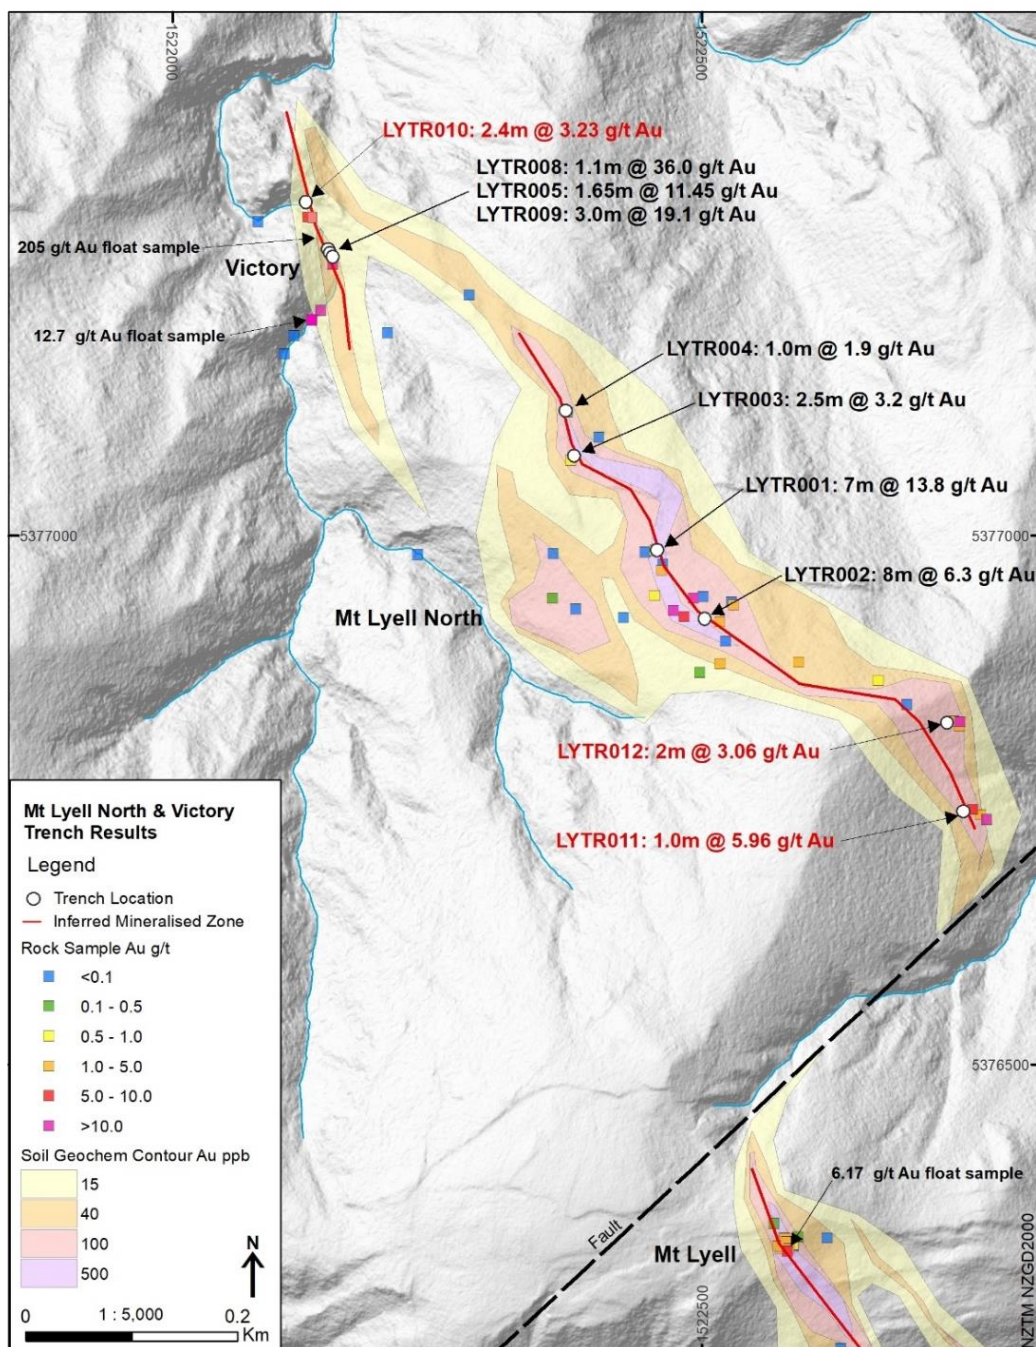 1522000
1522500
LYTR010: 2.4m @ 3.23 g/t Au
LYTR008: 1.1m @ 36.0 g/t Au
LYTR005: 1.65m @ 11.45 g/t Au
LYTR009: 3.0m @ 19.1 g/t Au
205 g/t Au float sample
Victory
12.7 g/t Au float sample
LYTR004: 1.0m @ 1.9 g/t Au
LYTR003: 2.5m @ 3.2 g/t Au
LYTR001: 7m @ 13.8 g/t Au
5377000
5377000
LYTR002: 8m @ 6.3 g/t Au
Mt Lyell North
LYTR012: 2m @ 3.06 g/t Au
LYTR011: 1.0m @ 5.96 g/t Au
Mt Lyell North & Victory
Trench Results
Legend
Trench Location
Inferred Mineralised Zone
Rock Sample Au g/t
<0.1
0.1 - 0.5
0.5 - 1.0
1.0 - 5.0
5.0 - 10.0
>10.0
Soil Geochem Contour Au ppb
15
40
100
500
N
0 1 : 5,000 0.2
Km
5376500
6.17 g/t Au float sample
Fault
Mt Lyell
1522500
NZTM NZGD2000